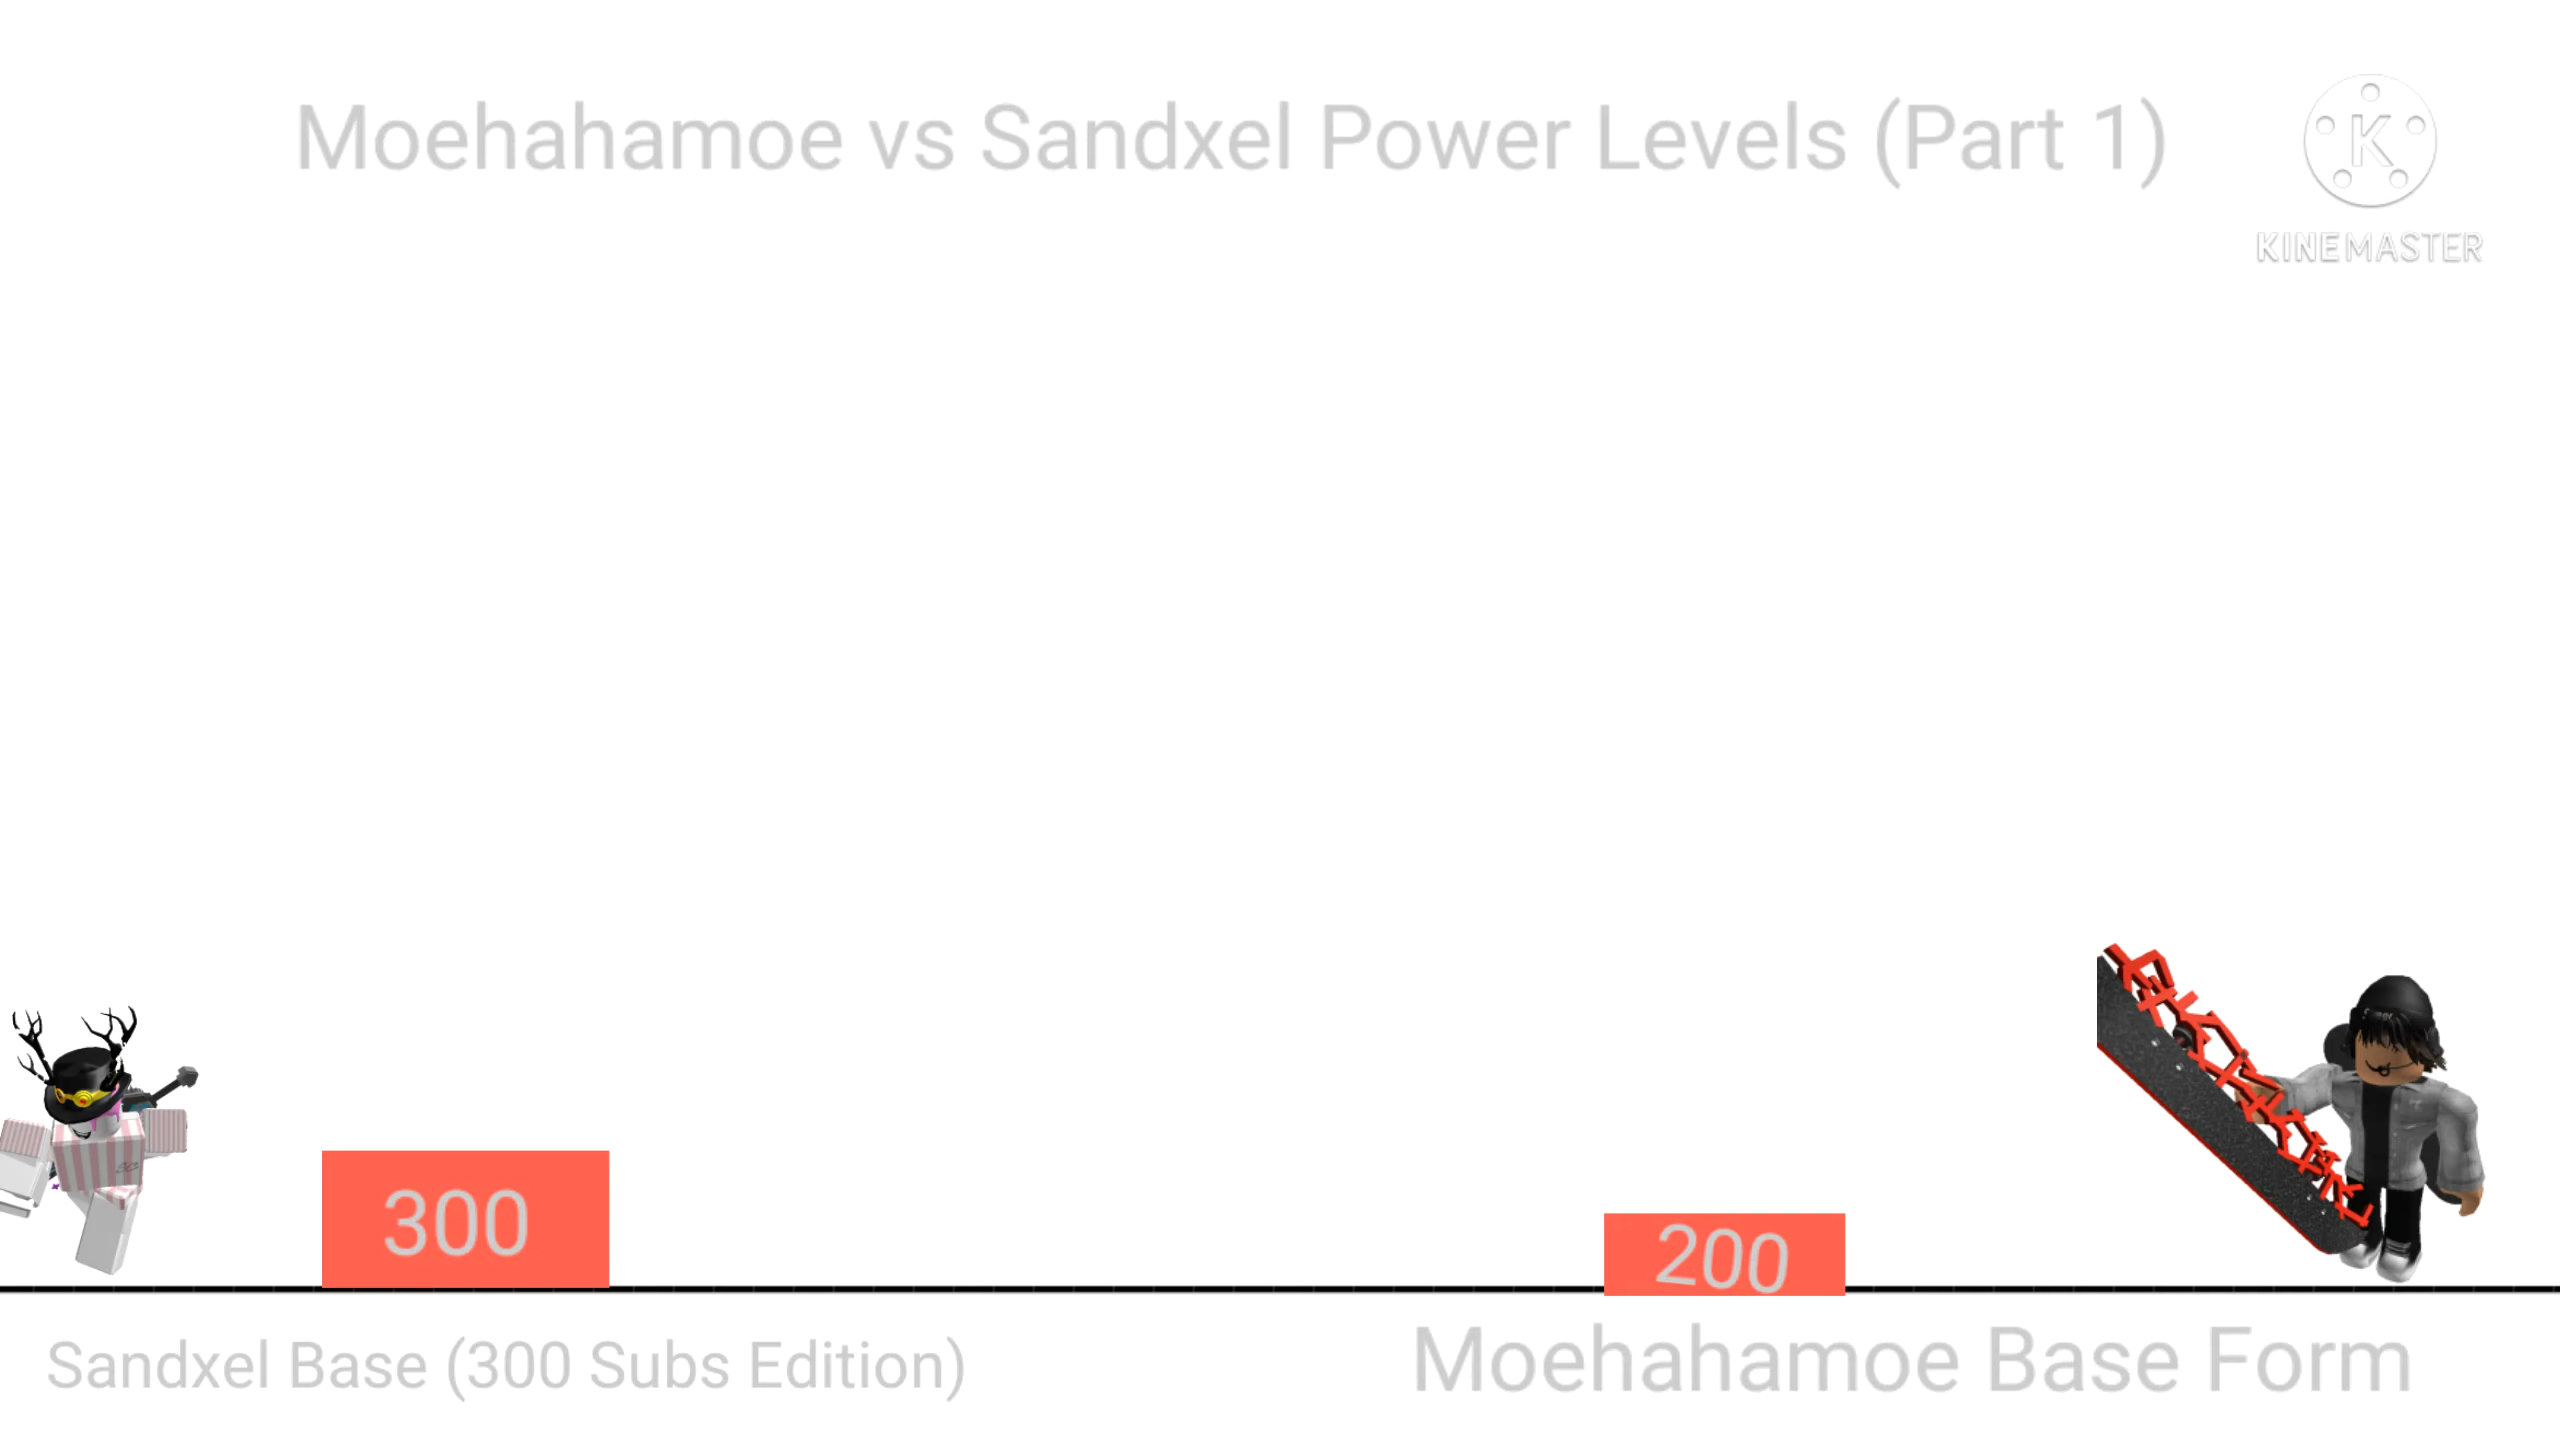 Moehahamoe vs Sandxel Power Levels (Part 1)
K
KINEMASTER
300
200
Sandxel Base (300 Subs Edition)
Moehahamoe Base Form